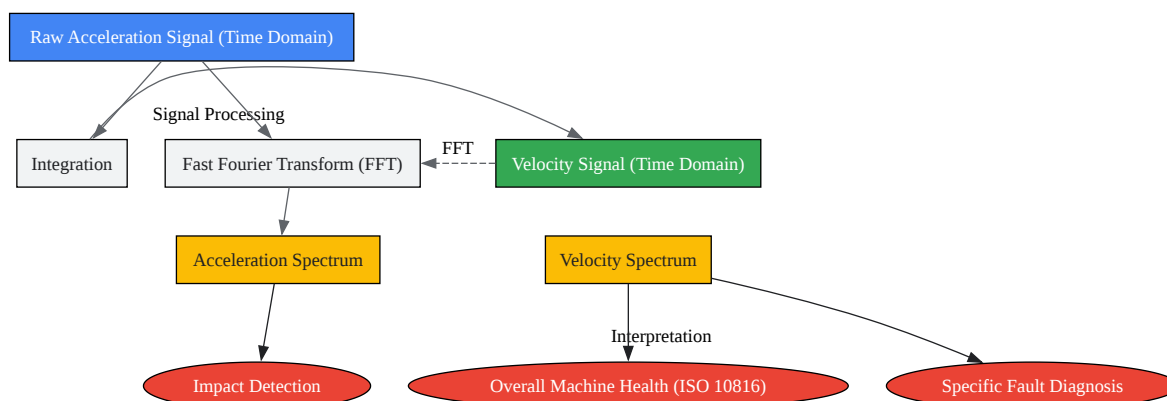 Raw Acceleration Signal (Time Domain)
Signal Processing
Integration
Fast Fourier Transform (FFT)
FFT
Velocity Signal (Time Domain)
Acceleration Spectrum
Velocity Spectrum
Interpretation
Impact Detection
Overall Machine Health (ISO 10816)
Specific Fault Diagnosis